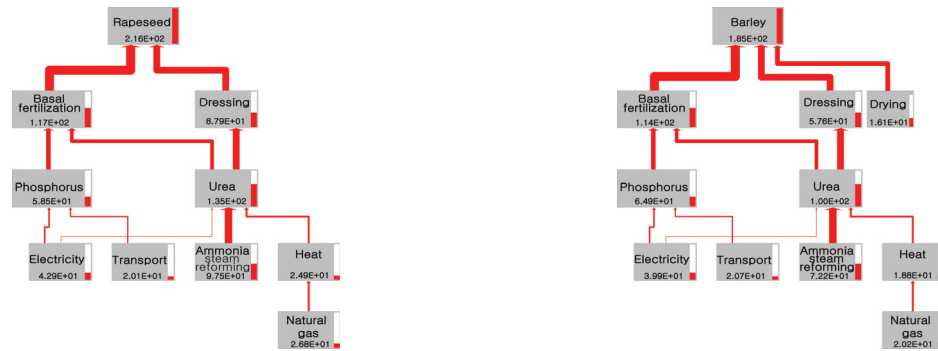 Rapeseed
2.16E+02
Basal
fertilization
1.17E+02
Dressing
8.79E+01
Phosphorus
5.85E+01
Urea
1.35E+02
Electricity
4.29E+01
Transport
2.01E+01
Ammonia
steam
reforming
9.75E+01
Heat
2.49E+01
Natural
gas
2.68E+01
Barley
1.85E+02
Basal
fertilization
1.14E+02
Dressing
5.76E+01
Drying
1.61E+01
Phosphorus
6.49E+01
Urea
1.00E+02
Electricity
3.99E+01
Transport
2.07E+01
Ammonia
steam
reforming
7.22E+01
Heat
1.88E+01
Natural
gas
2.02E+01